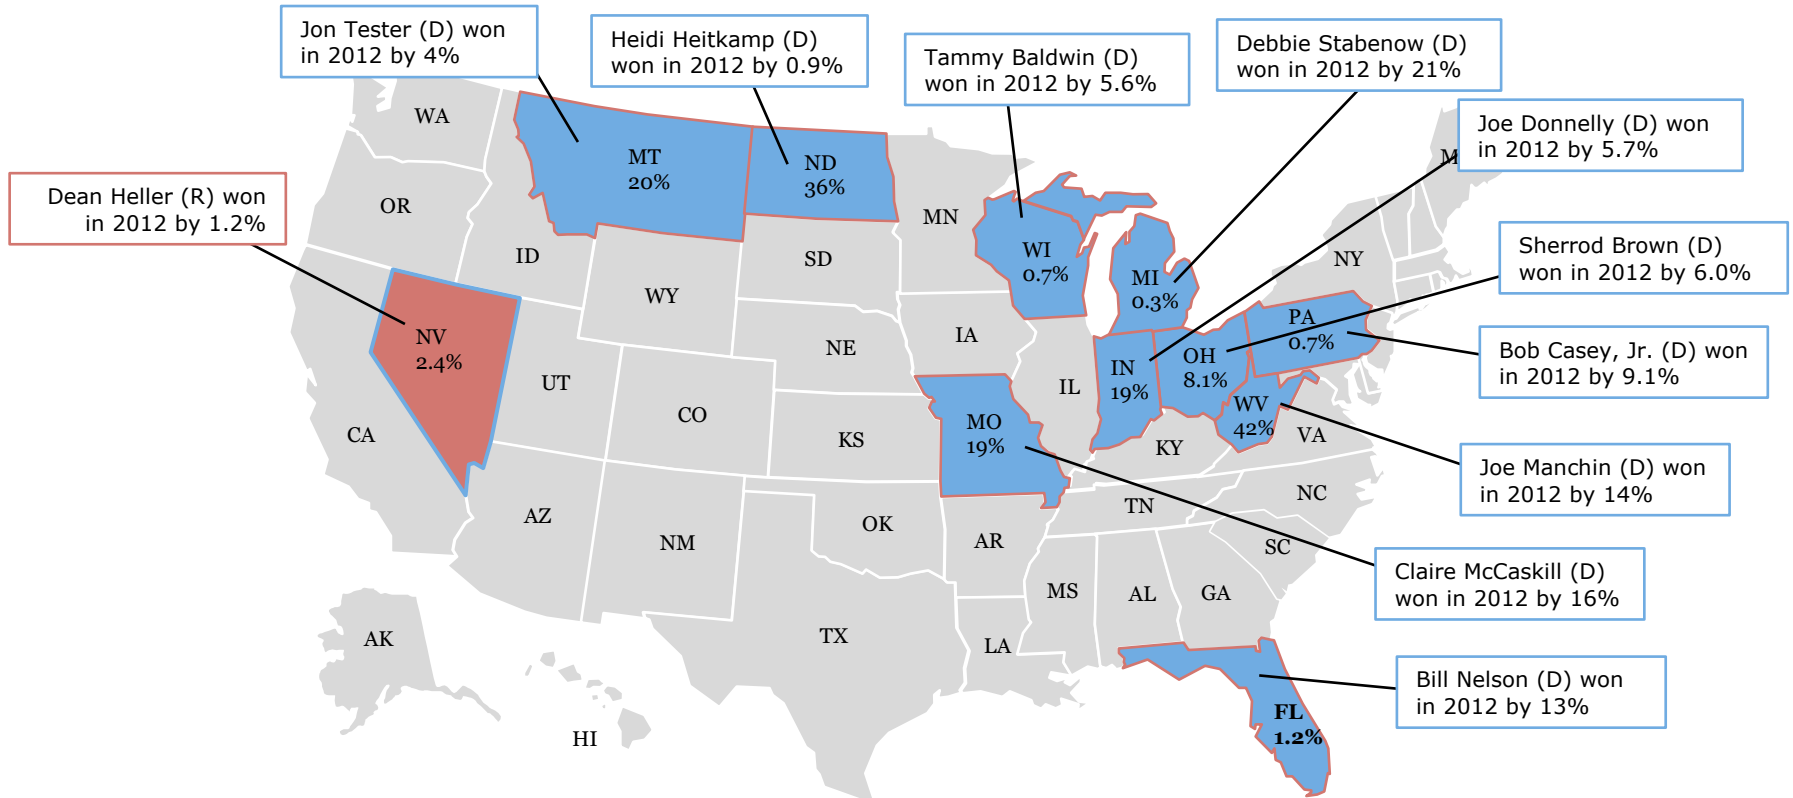 Jon Tester (D) won
in 2012 by 4%
Heidi Heitkamp (D)
won in 2012 by 0.9%
Tammy Baldwin (D)
won in 2012 by 5.6%
Debbie Stabenow (D)
won in 2012 by 21%
Joe Donnelly (D) won
in 2012 by 5.7%
Dean Heller (R) won
in 2012 by 1.2%
Sherrod Brown (D)
won in 2012 by 6.0%
Bob Casey, Jr. (D) won
in 2012 by 9.1%
Joe Manchin (D) won
in 2012 by 14%
Claire McCaskill (D)
won in 2012 by 16%
Bill Nelson (D) won
in 2012 by 13%
WA
MT
20%
ND
36%
M
OR
MN
ID
SD
WI
0.7%
NY
MI
0.3%
WY
PA
0.7%
NV
2.4%
IA
NE
OH
8.1%
IN
19%
UT
IL
WV
42%
CO
MO
19%
CA
KS
VA
KY
NC
TN
AZ
OK
NM
AR
SC
MS
AL
GA
TX
AK
LA
FL
1.2%
HI